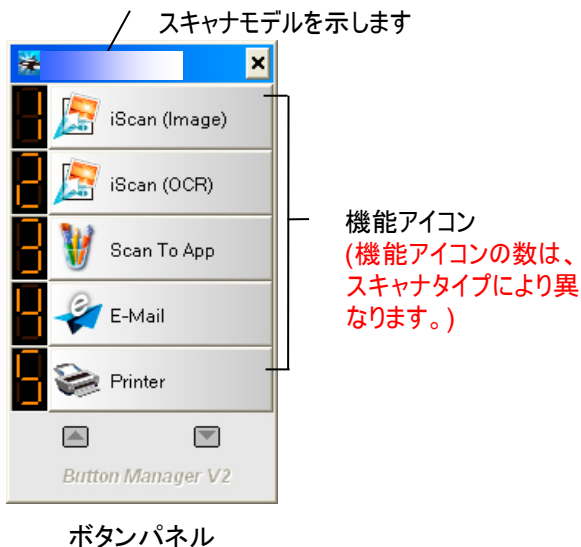 スキャナモデルを示します
1 iScan (Image)
2 iScan (OCR)
3 Scan To App
4 E-Mail
5 Printer
Button Manager V2
機能アイコン
(機能アイコンの数は、
スキャナタイプにより異
なります。)
ボタンパネル